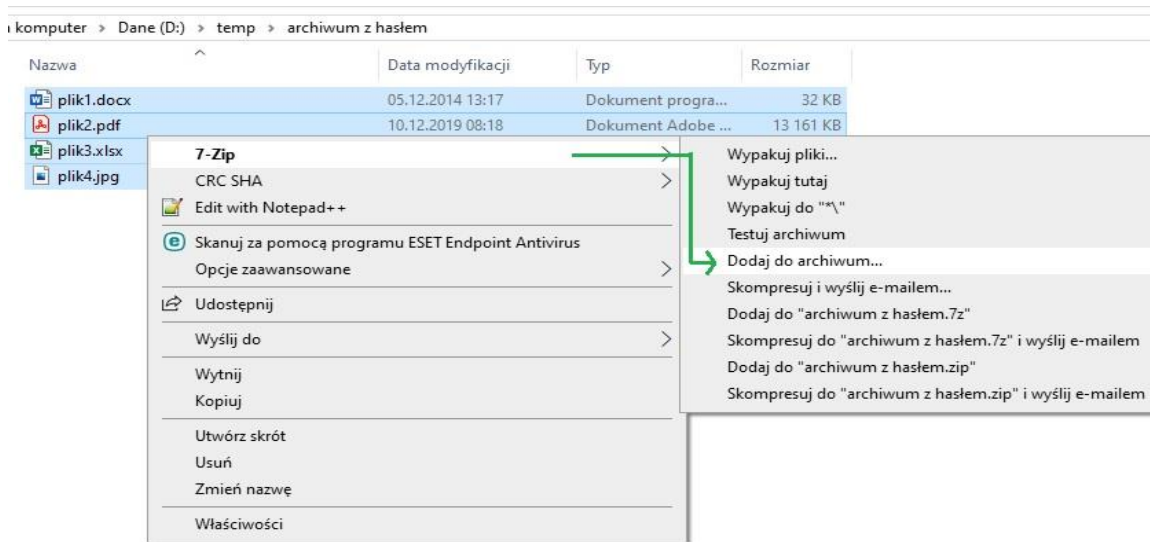 komputer > Dane (D:) > temp > archiwum z hasłem
Nazwa Data modyfikacji Typ Rozmiar
plik1.docx 05.12.2014 13:17 Dokument progra... 32 KB
plik2.pdf 10.12.2019 08:18 Dokument Adobe ... 13 161 KB
plik3.xlsx
plik4.jpg
7-Zip
CRC SHA
Edit with Notepad++
Skanuj za pomocą programu ESET Endpoint Antivirus
Opcje zaawansowane
Udostępnij
Wyślij do
Wytnij
Kopiuj
Utwórz skrót
Usuń
Zmień nazwę
Właściwości
Wypakuj pliki...
Wypakuj tutaj
Wypakuj do "*\"
Testuj archiwum
Dodaj do archiwum...
Skompresuj i wyślij e-mailem...
Dodaj do "archiwum z hasłem.7z"
Skompresuj do "archiwum z hasłem.7z" i wyślij e-mailem
Dodaj do "archiwum z hasłem.zip"
Skompresuj do "archiwum z hasłem.zip" i wyślij e-mailem